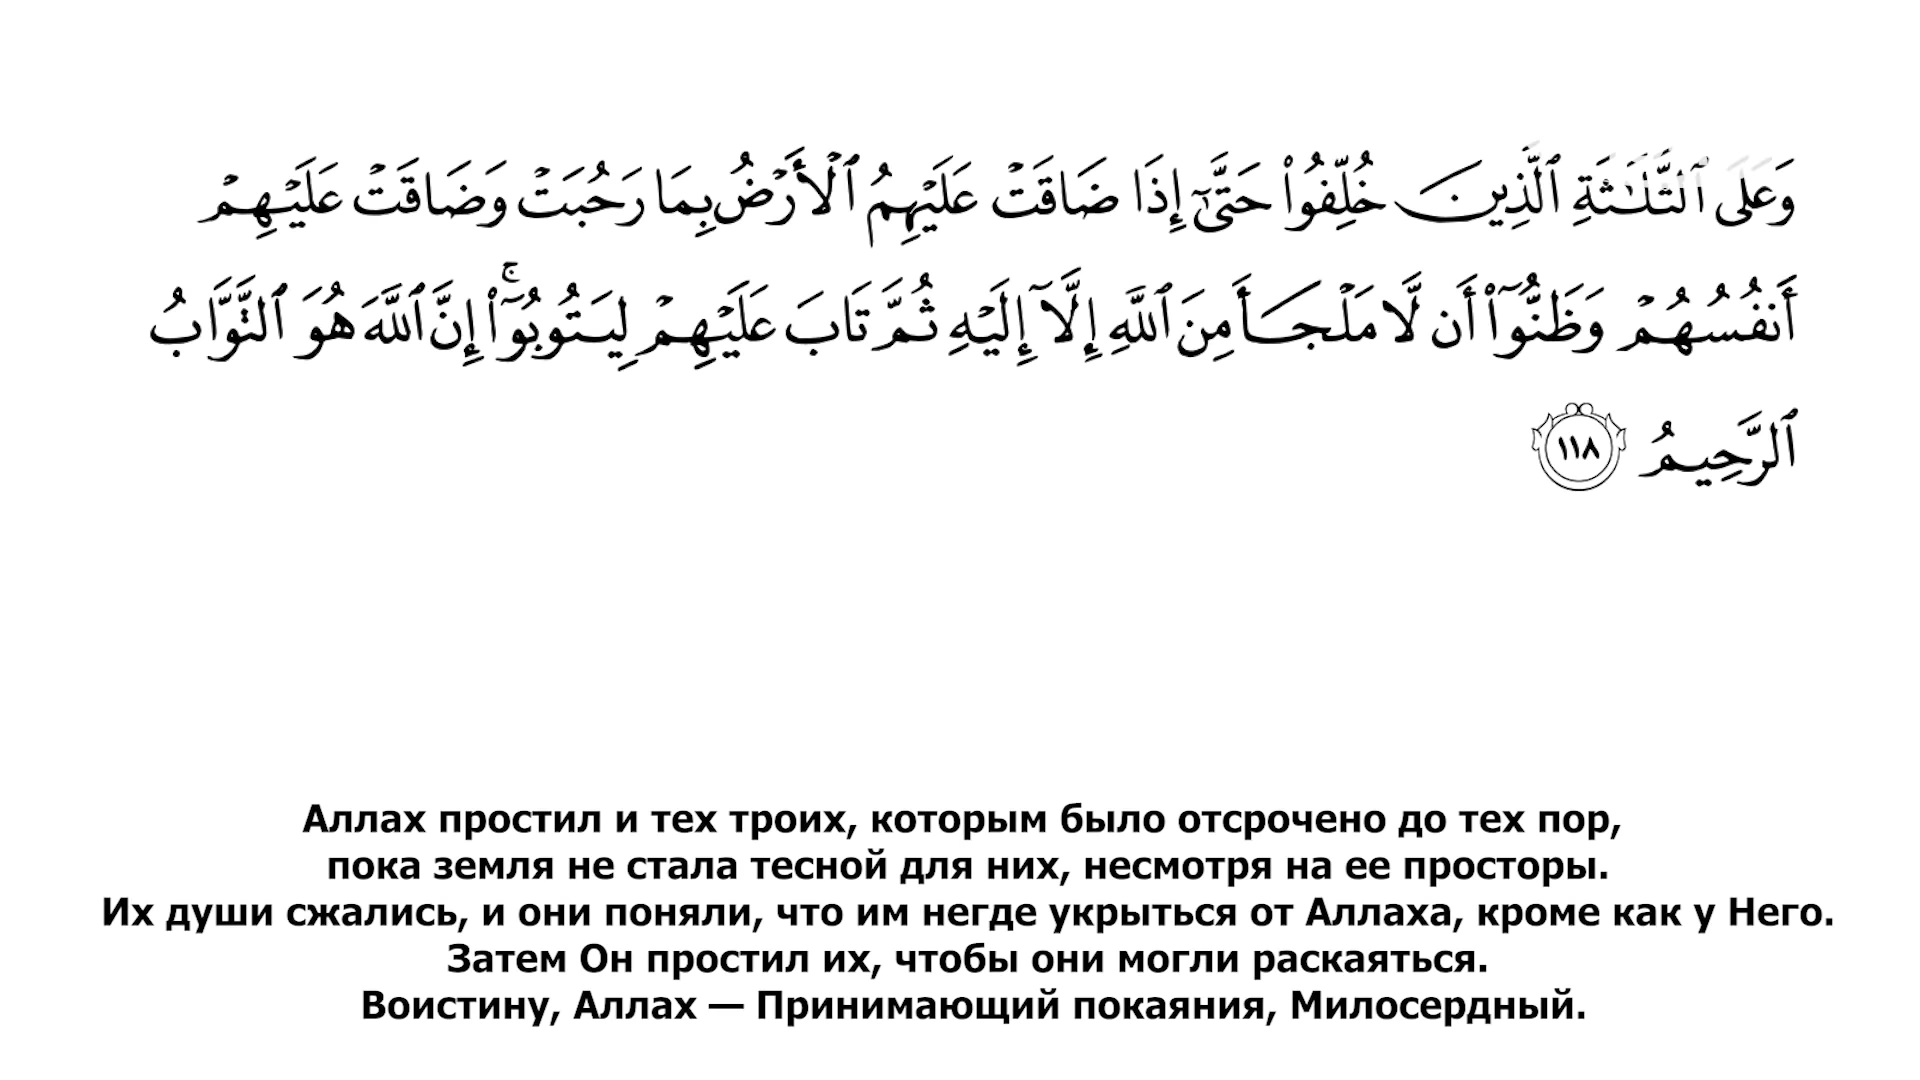 وَعَلَى ٱلثَّلَـٰثَةِ ٱلَّذِينَ خُلِّفُوا۟ حَتَّىٰٓ إِذَا ضَاقَتْ عَلَيْهِمُ ٱلْأَرْضُ بِمَا رَحُبَتْ وَضَاقَتْ عَلَيْهِمْ
أَنفُسُهُمْ وَظَنُّوٓا۟ أَن لَّا مَلْجَأَ مِنَ ٱللَّهِ إِلَّآ إِلَيْهِ ثُمَّ تَابَ عَلَيْهِمْ لِيَتُوبُوٓا۟ ۚ إِنَّ ٱللَّهَ هُوَ ٱلتَّوَّابُ
ٱلرَّحِيمُ ١١٨
Аллах простил и тех троих, которым было отсрочено до тех пор,
пока земля не стала тесной для них, несмотря на ее просторы.
Их души сжались, и они поняли, что им негде укрыться от Аллаха, кроме как у Него.
Затем Он простил их, чтобы они могли раскаяться.
Воистину, Аллах — Принимающий покаяния, Милосердный.